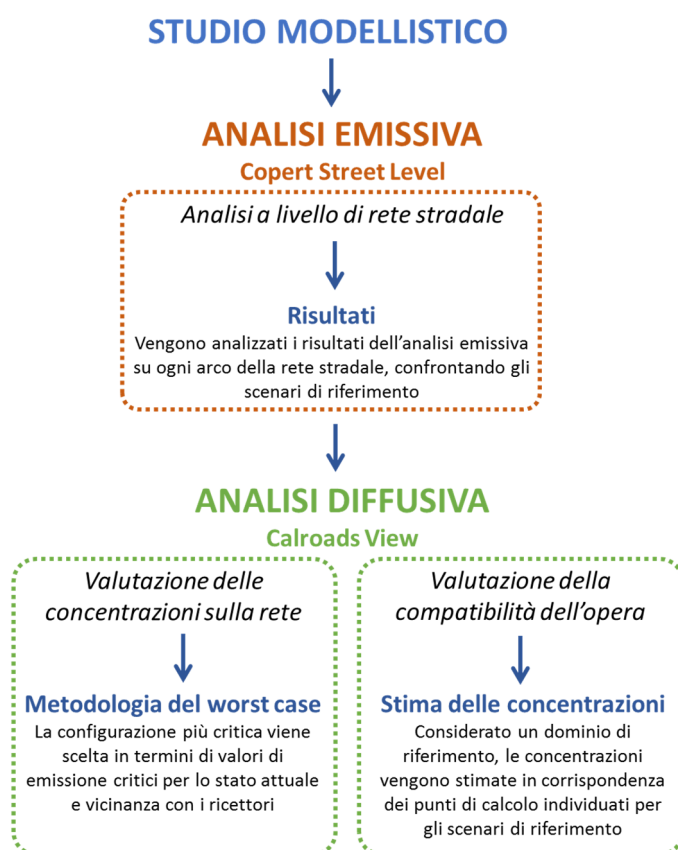 STUDIO MODELLISTICO
ANALISI EMISSIVA
Copert Street Level
Analisi a livello di rete stradale
Risultati
Vengono analizzati i risultati dell'analisi emissiva
su ogni arco della rete stradale, confrontando gli
scenari di riferimento
ANALISI DIFFUSIVA
Calroads View
Valutazione delle
concentrazioni sulla rete
Metodologia del worst case
La configurazione più critica viene
scelta in termini di valori di
emissione critici per lo stato attuale
e vicinanza con i ricettori
Valutazione della
compatibilità dell'opera
Stima delle concentrazioni
Considerato un dominio di
riferimento, le concentrazioni
vengono stimate in corrispondenza
dei punti di calcolo individuati per
gli scenari di riferimento